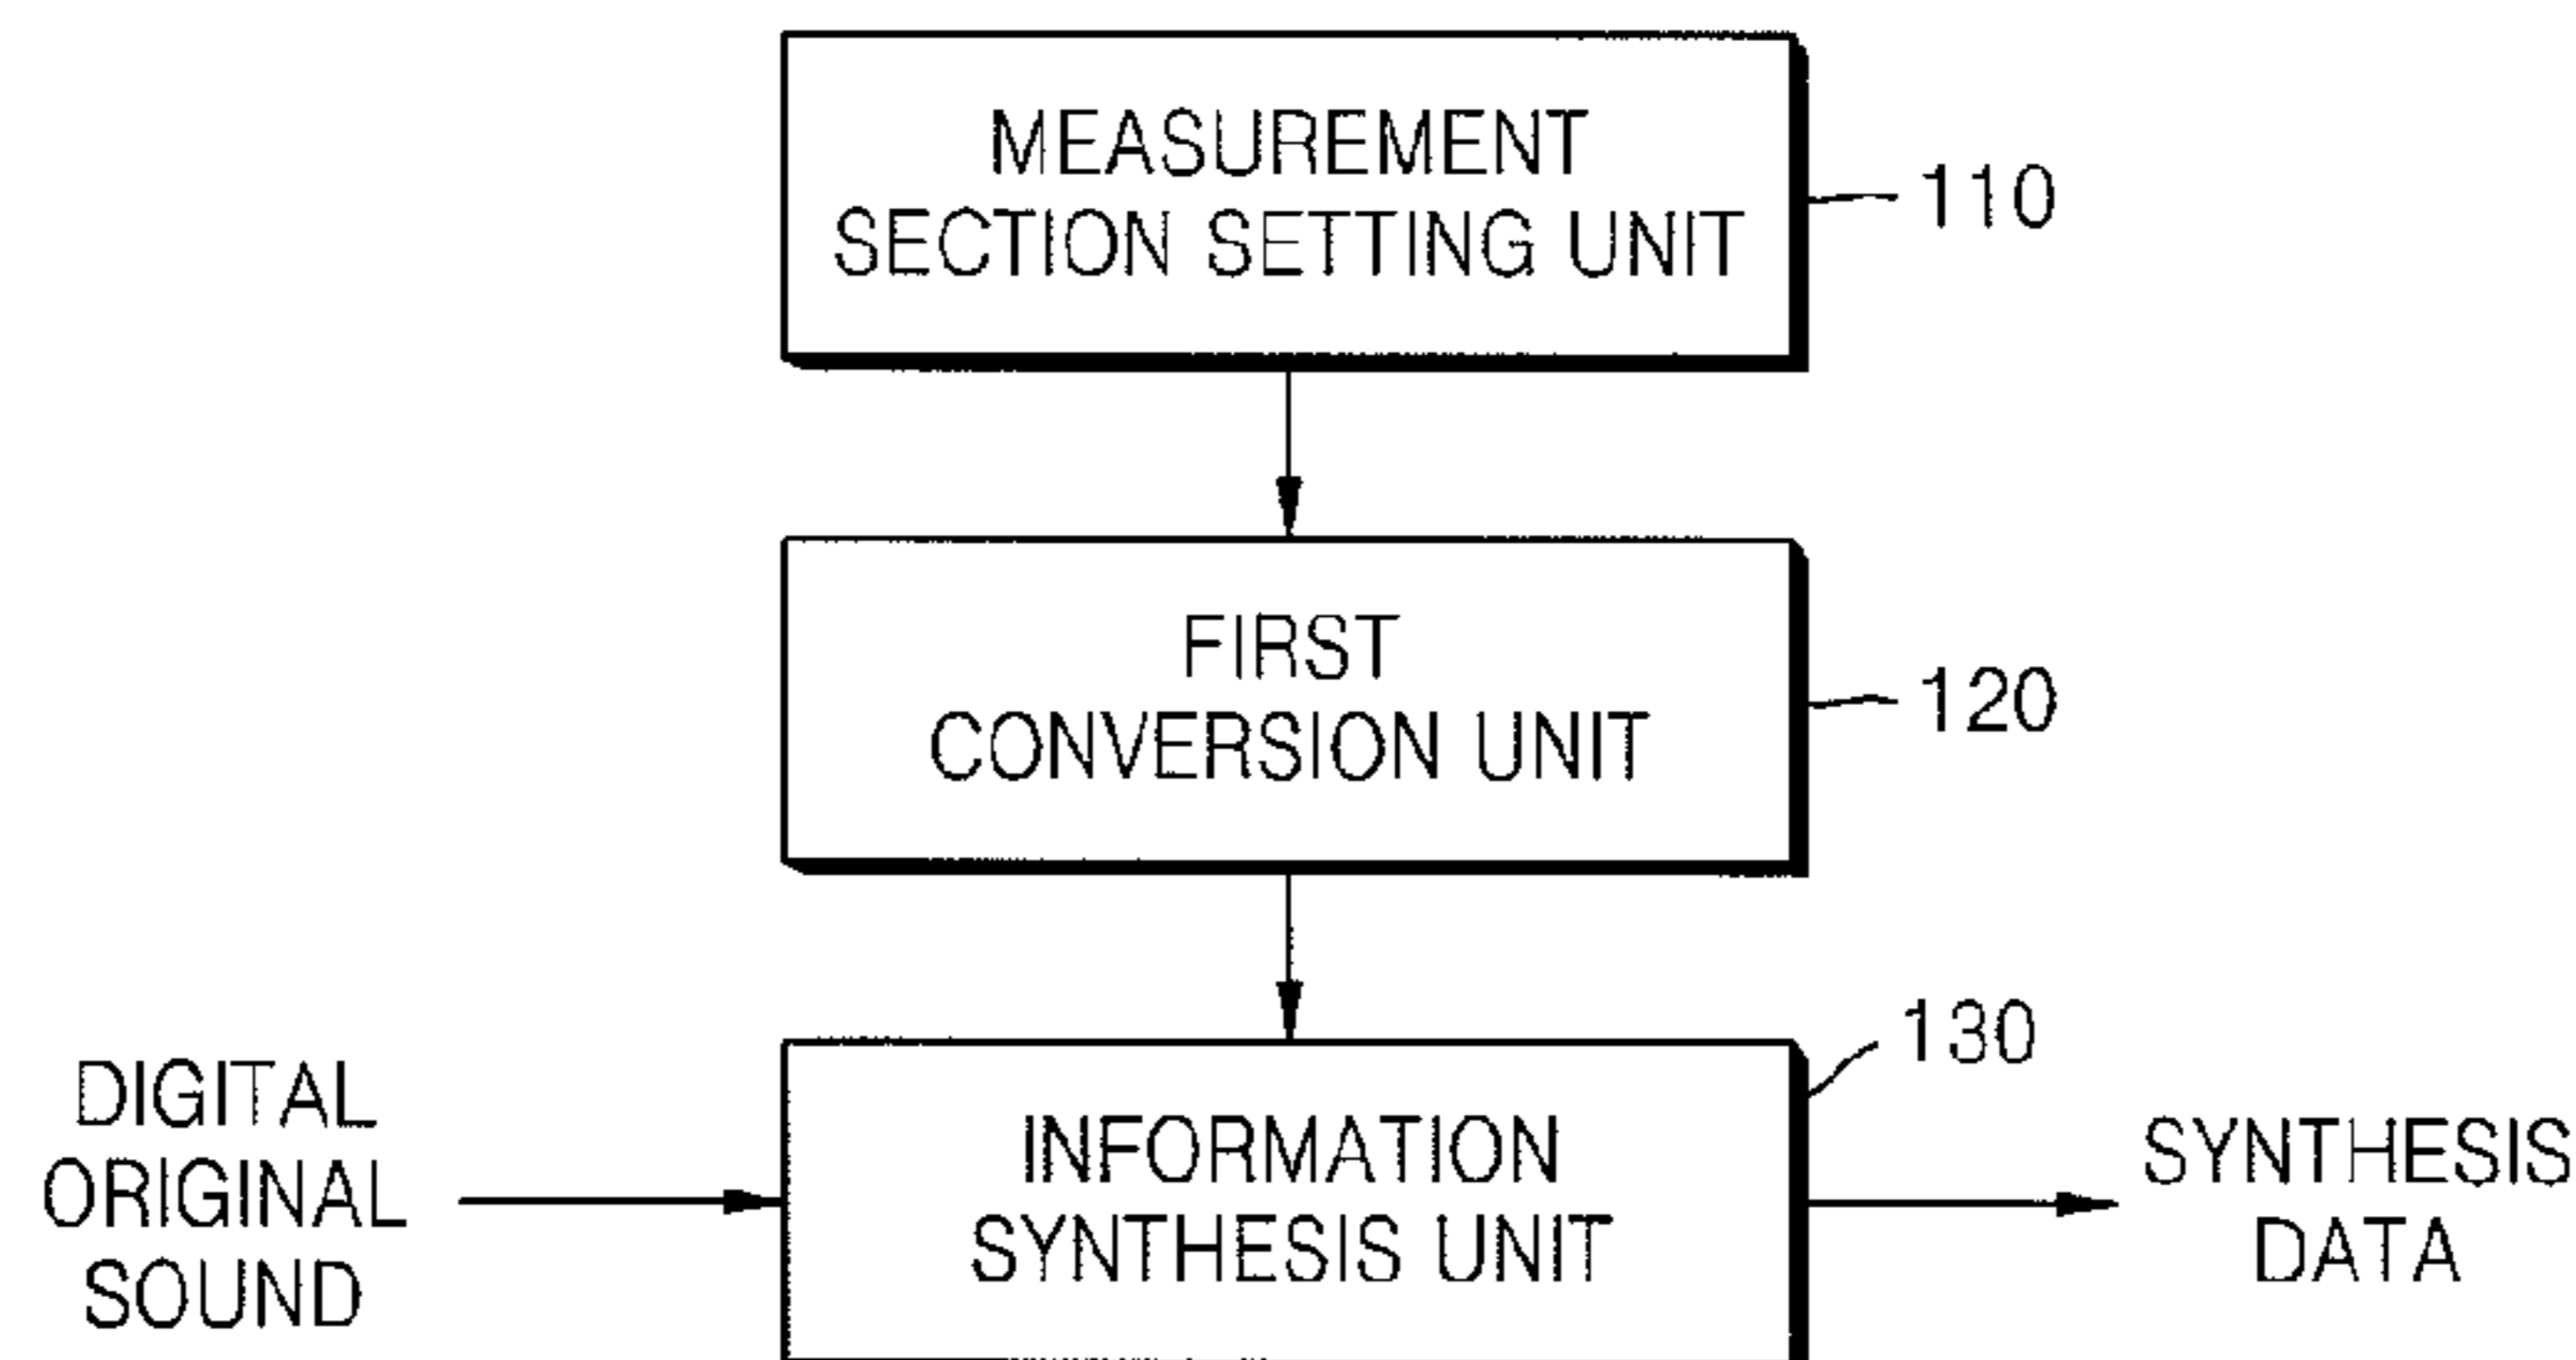 MEASUREMENT
SECTION SETTING UNIT
110
FIRST
CONVERSION UNIT
120
130
DIGITAL
ORIGINAL
SOUND
INFORMATION
SYNTHESIS UNIT
SYNTHESIS
DATA